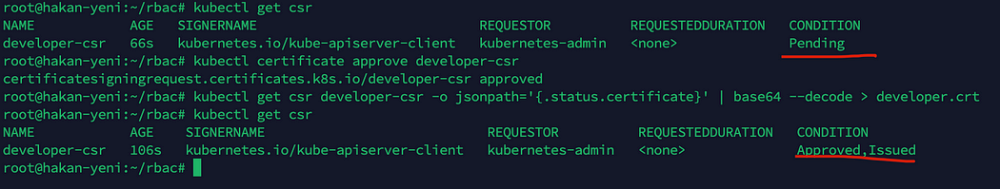 root@hakan-yeni:~/rbac# kubectl get csr
NAME AGE SIGNERNAME REQUESTOR REQUESTEDDURATION CONDITION
developer-csr 66s kubernetes.io/kube-apiserver-client kubernetes-admin <none> Pending
root@hakan-yeni:~/rbac# kubectl certificate approve developer-csr
certificatesigningrequest.certificates.k8s.io/developer-csr approved
root@hakan-yeni:~/rbac# kubectl get csr developer-csr -o jsonpath='{.status.certificate}' | base64 --decode > developer.crt
root@hakan-yeni:~/rbac# kubectl get csr
NAME AGE SIGNERNAME REQUESTOR REQUESTEDDURATION CONDITION
developer-csr 106s kubernetes.io/kube-apiserver-client kubernetes-admin <none> Approved,Issued
root@hakan-yeni:~/rbac#